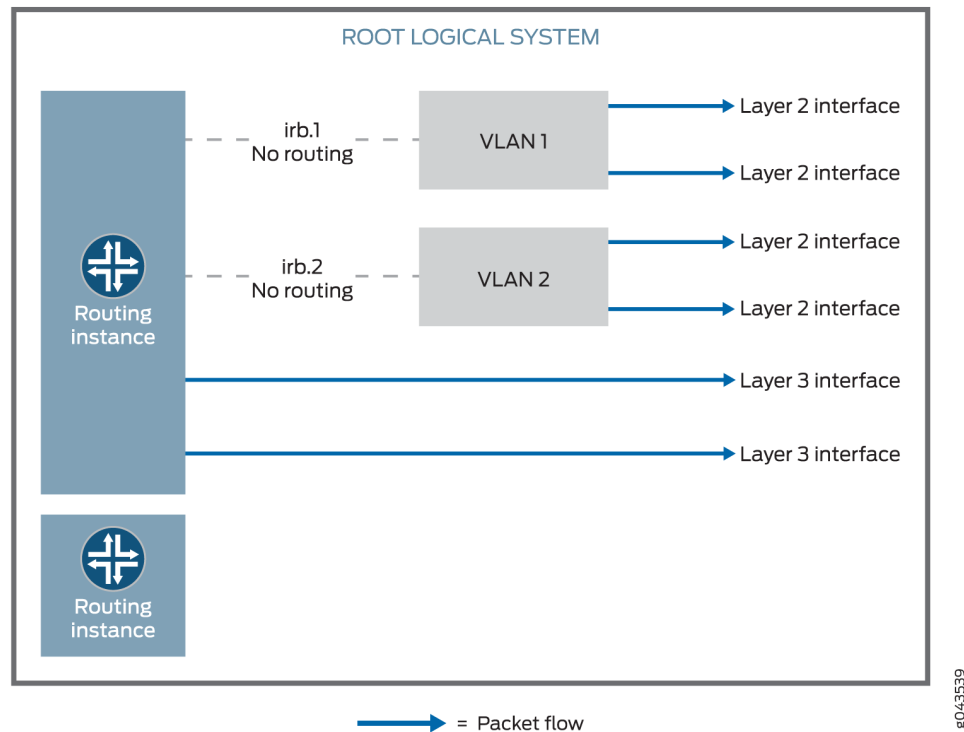 ROOT LOGICAL SYSTEM
irb.1
No routing
VLAN 1
Layer 2 interface
Layer 2 interface
irb.2
No routing
VLAN 2
Layer 2 interface
Layer 2 interface
Routing
instance
Layer 3 interface
Layer 3 interface
Routing
instance
= Packet flow
g043539